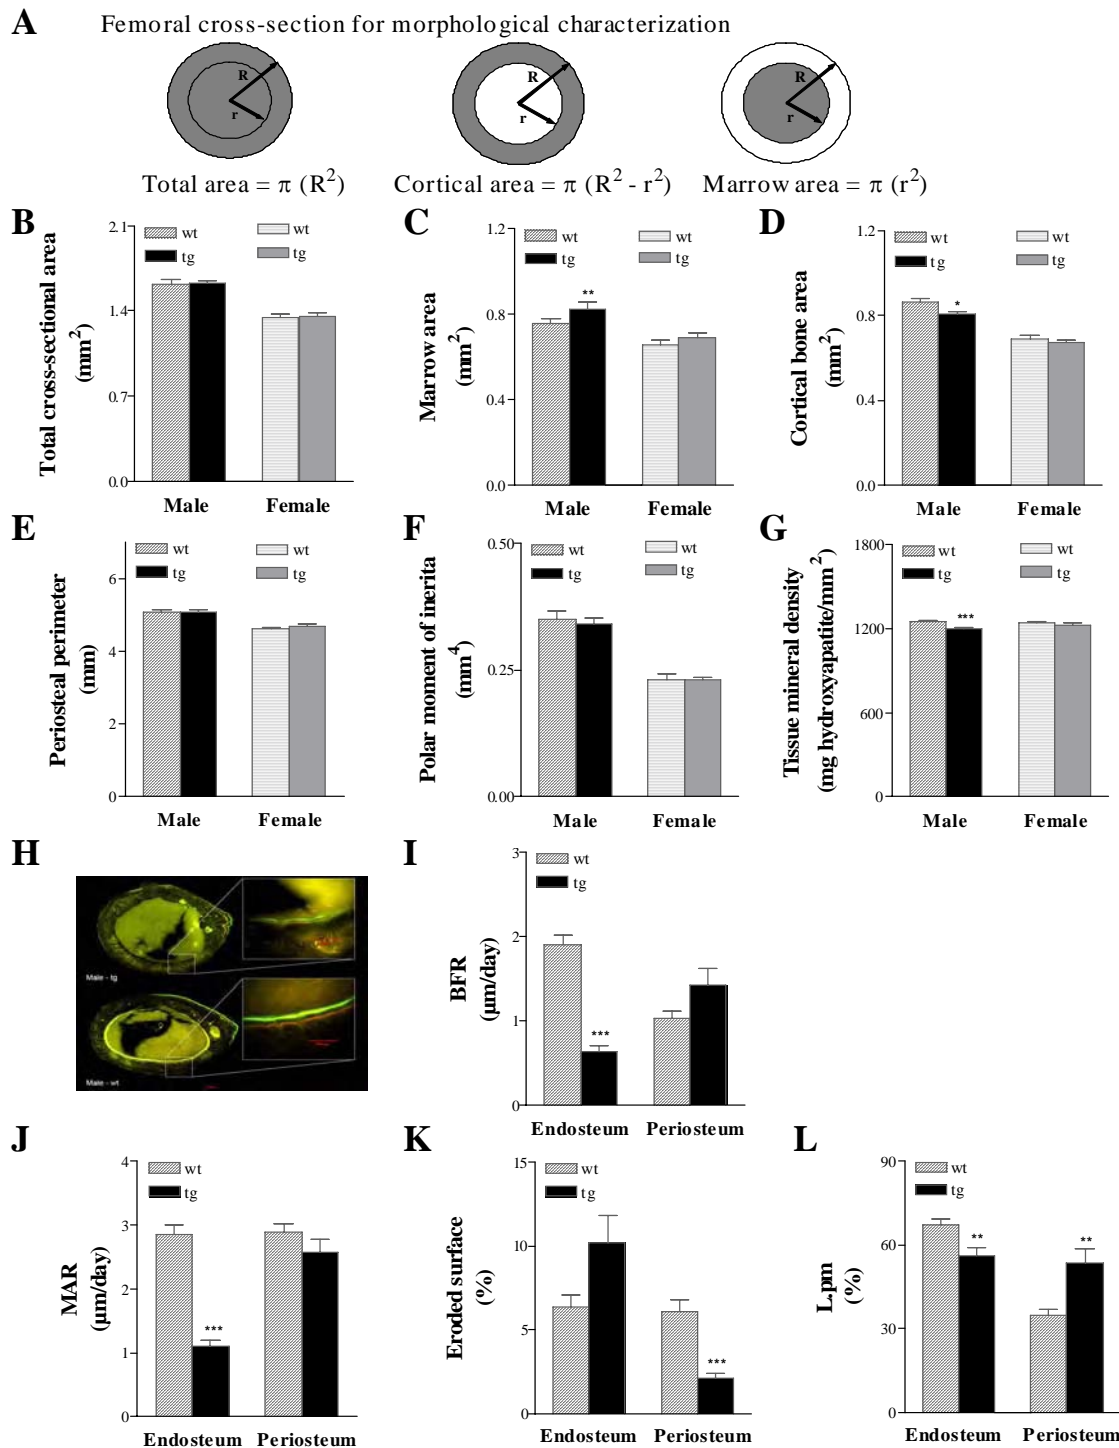 A
Femoral cross-section for morphological characterization
R
r
R
r
R
r
Total area = π (R²)
Cortical area = π (R² - r²)
Marrow area = π (r²)
B
Total cross-sectional area
(mm²)
2.1
1.4
0.7
0.0
wt
tg
wt
tg
Male
Female
C
Marrow area
(mm²)
1.2
0.8
0.4
0.0
wt
tg
wt
tg
**
Male
Female
D
Cortical bone area
(mm²)
1.2
0.8
0.4
0.0
wt
tg
wt
tg
*
Male
Female
E
Periosteal perimeter
(mm)
6
4
2
0
wt
tg
wt
tg
Male
Female
F
Polar moment of inerita
(mm⁴)
0.50
0.25
0.00
wt
tg
wt
tg
Male
Female
G
Tissue mineral density
(mg hydroxyapatite/mm²)
1800
1200
600
0
wt
tg
wt
tg
***
Male
Female
H
Male - tg
Male - wt
I
BFR
(µm/day)
3
2
1
0
wt
tg
***
Endosteum
Periosteum
J
MAR
(µm/day)
4
3
2
1
0
wt
tg
***
Endosteum
Periosteum
K
Eroded surface
(%)
15
10
5
0
wt
tg
***
Endosteum
Periosteum
L
L.pm
(%)
90
60
30
0
wt
tg
**
**
Endosteum
Periosteum